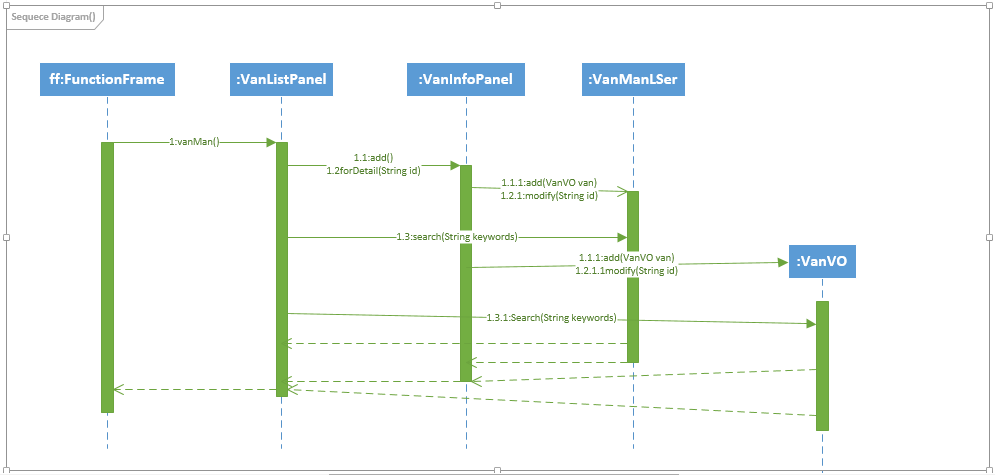 Sequece Diagram()
ff:FunctionFrame
:VanListPanel
:VanInfoPanel
:VanManLSer
1:vanMan()
1.1:add()
1.2forDetail(String id)
1.1.1:add(VanVO van)
1.2.1:modify(String id)
1.3:search(String keywords)
1.1.1:add(VanVO van)
1.2.1.1modify(String id)
:VanVO
1.3.1:Search(String keywords)